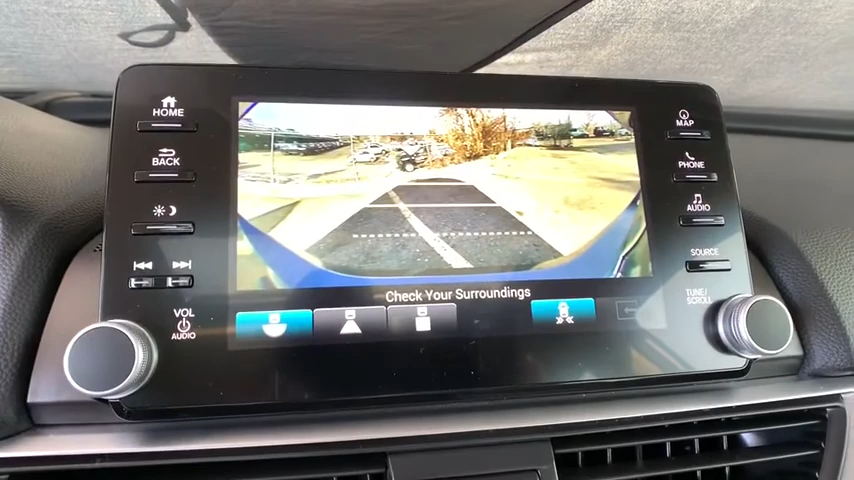 HOME
BACK
VOL
AUDIO
Check Your Surroundings
MAP
PHONE
AUDIO
SOURCE
TUNE/
SCROLL